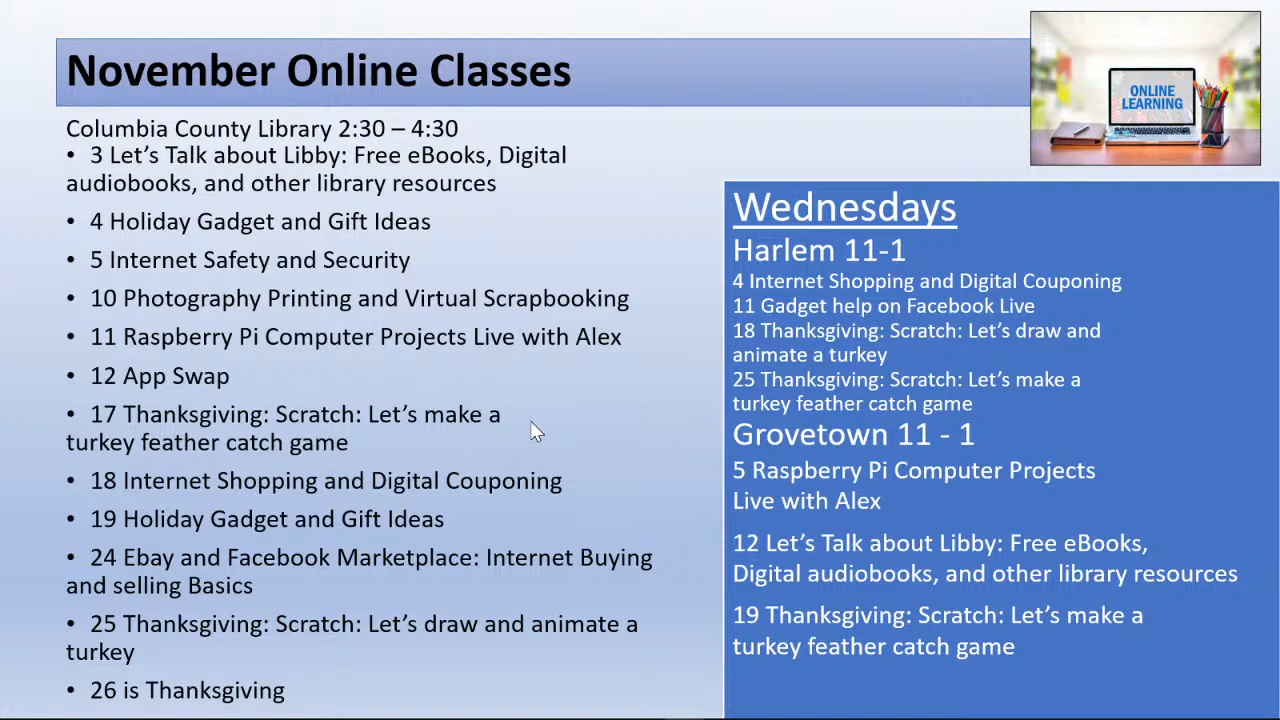 November Online Classes
ONLINE
LEARNING
Columbia County Library 2:30 – 4:30
• 3 Let's Talk about Libby: Free eBooks, Digital
audiobooks, and other library resources
• 4 Holiday Gadget and Gift Ideas
• 5 Internet Safety and Security
• 10 Photography Printing and Virtual Scrapbooking
• 11 Raspberry Pi Computer Projects Live with Alex
• 12 App Swap
• 17 Thanksgiving: Scratch: Let's make a
turkey feather catch game
• 18 Internet Shopping and Digital Couponing
• 19 Holiday Gadget and Gift Ideas
• 24 Ebay and Facebook Marketplace: Internet Buying
and selling Basics
• 25 Thanksgiving: Scratch: Let's draw and animate a
turkey
• 26 is Thanksgiving
Wednesdays
Harlem 11-1
4 Internet Shopping and Digital Couponing
11 Gadget help on Facebook Live
18 Thanksgiving: Scratch: Let's draw and
animate a turkey
25 Thanksgiving: Scratch: Let's make a
turkey feather catch game
Grovetown 11 - 1
5 Raspberry Pi Computer Projects
Live with Alex
12 Let's Talk about Libby: Free eBooks,
Digital audiobooks, and other library resources
19 Thanksgiving: Scratch: Let's make a
turkey feather catch game